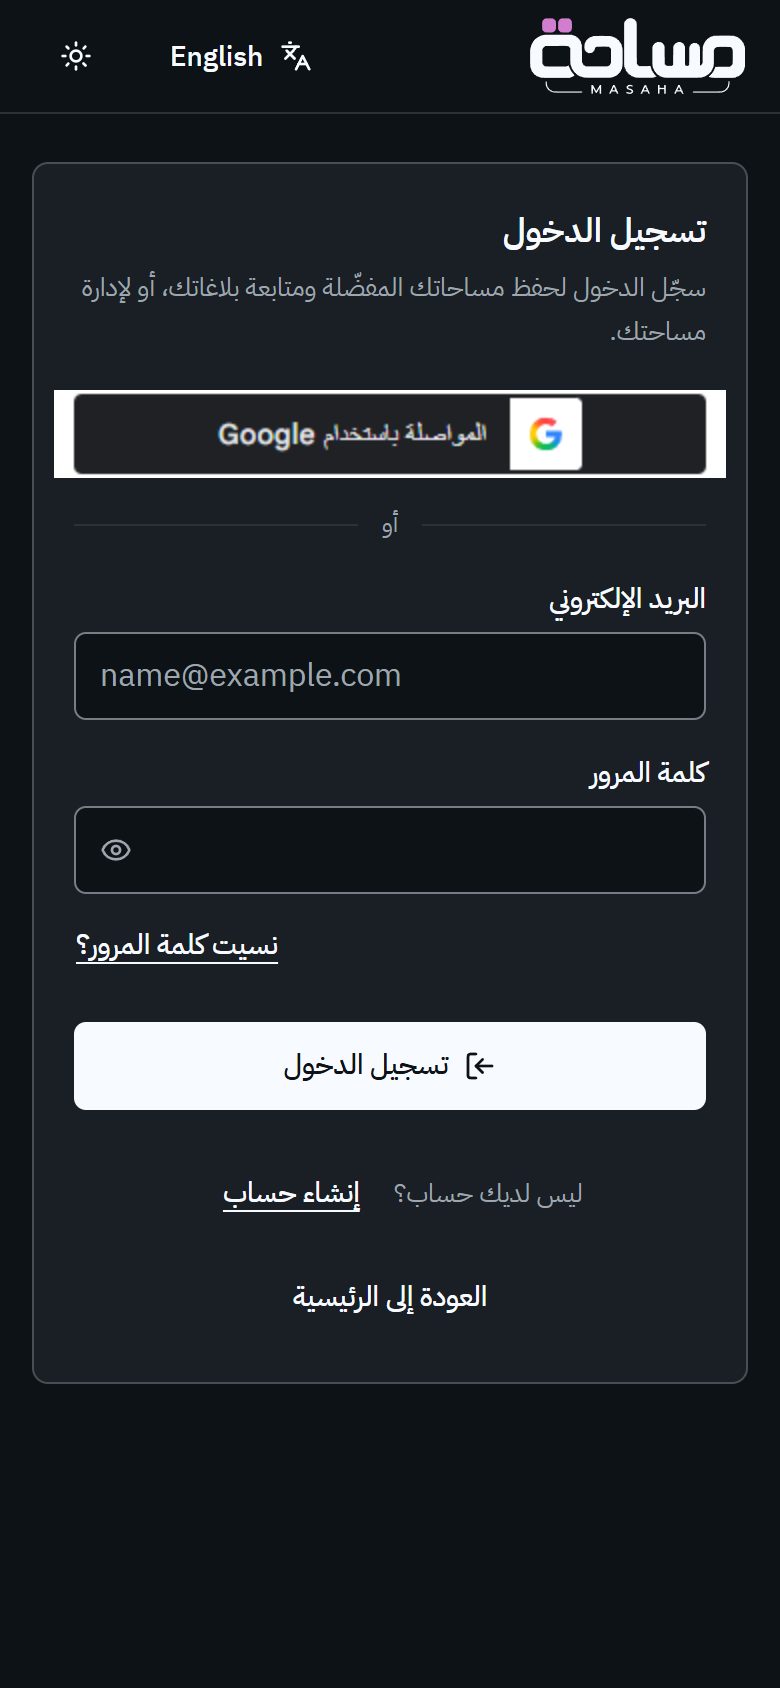 مساحة
MASAHA
English
تسجيل الدخول
سجّل الدخول لحفظ مساحاتك المفضّلة ومتابعة بلاغاتك، أو لإدارة
مساحتك.
المواصلة باستخدام Google
أو
البريد الإلكتروني
name@example.com
كلمة المرور
نسيت كلمة المرور؟
تسجيل الدخول
ليس لديك حساب؟ إنشاء حساب
العودة إلى الرئيسية